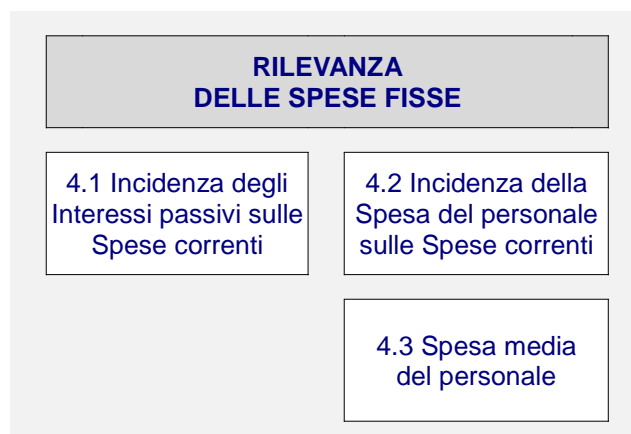 RILEVANZA
DELLE SPESE FISSE
4.1 Incidenza degli
Interessi passivi sulle
Spese correnti
4.2 Incidenza della
Spesa del personale
sulle Spese correnti
4.3 Spesa media
del personale